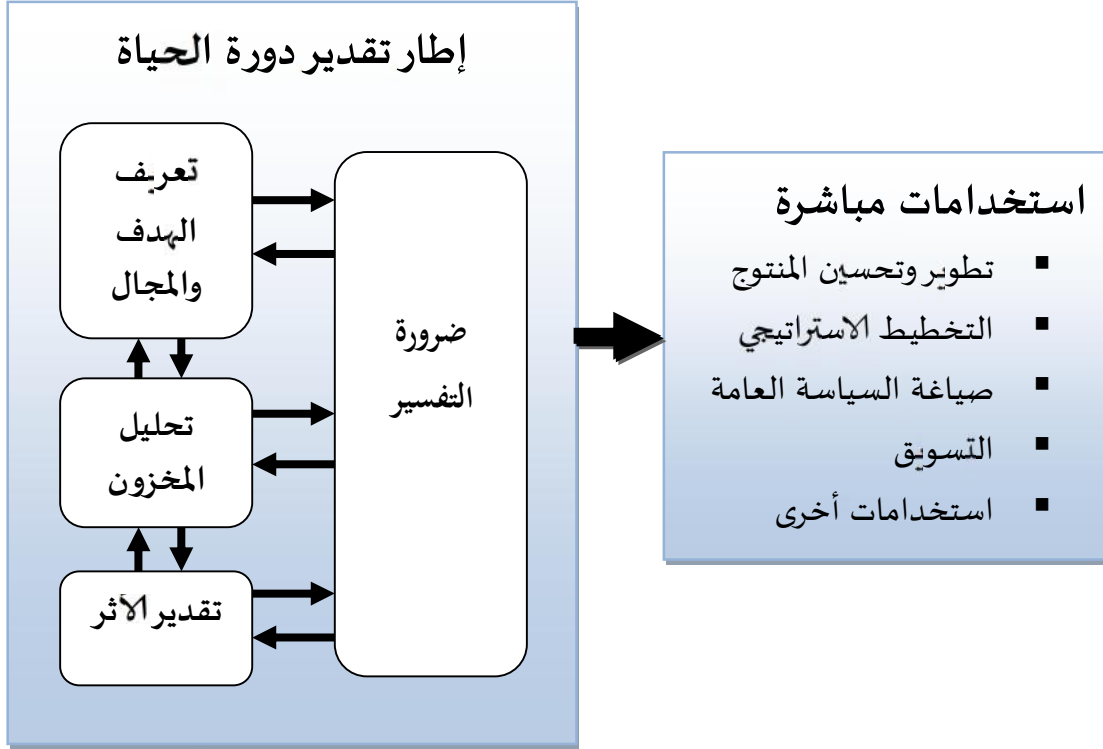 إطار تقدير دورة الحياة
تعريف
الهدف
والمجال
تحليل
المخزون
تقدير الأثر
ضرورة
التفسير
استخدامات مباشرة
▪ تطوير وتحسين المنتوج
▪ التخطيط الاستراتيجي
▪ صياغة السياسة العامة
▪ التسويق
▪ استخدامات أخرى